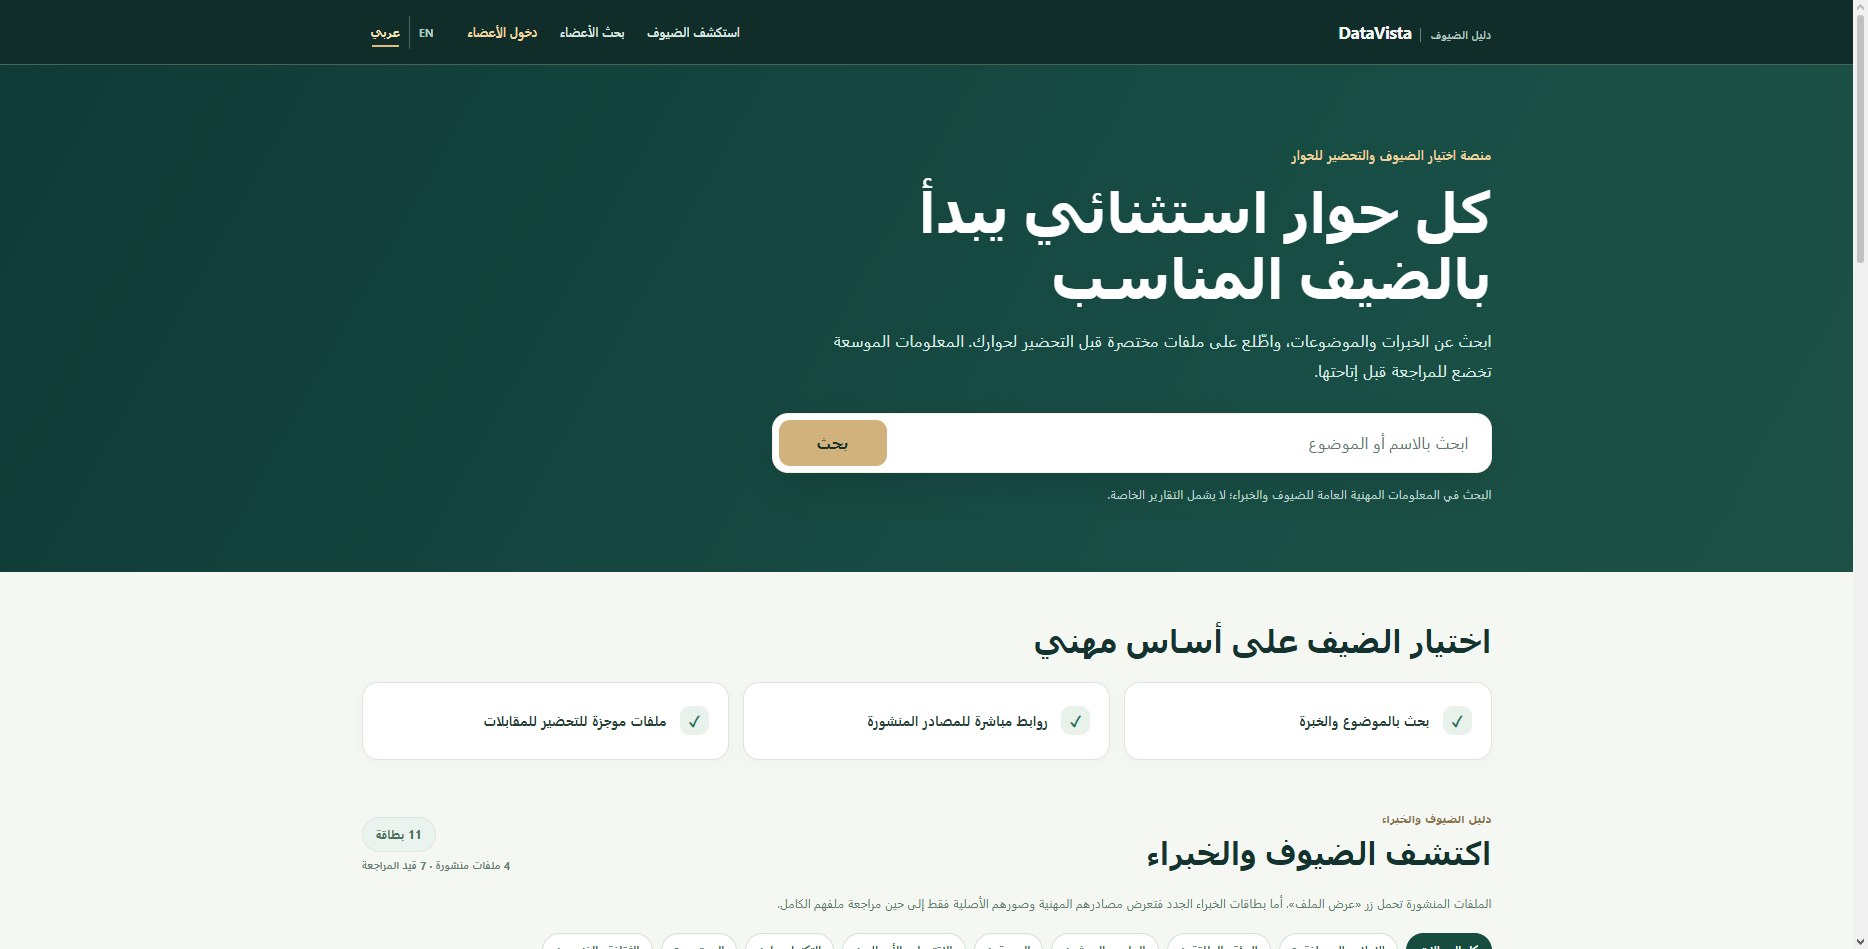 دليل الضيوف | DataVista
استكشف الضيوف
بحث الأعضاء
دخول الأعضاء
EN
عربي
منصة اختيار الضيوف والتحضير للحوار
كل حوار استثنائي يبدأ
بالضيف المناسب
ابحث عن الخبرات والموضوعات، واطّلع على ملفات مختصرة قبل التحضير لحوارك. المعلومات الموسعة
تخضع للمراجعة قبل إتاحتها.
ابحث بالاسم أو الموضوع
بحث
البحث في المعلومات المهنية العامة للضيوف والخبراء؛ لا يشمل التقارير الخاصة.
اختيار الضيف على أساس مهني
بحث بالموضوع والخبرة
روابط مباشرة للمصادر المنشورة
ملفات موجزة للتحضير للمقابلات
دليل الضيوف والخبراء
اكتشف الضيوف والخبراء
11 بطاقة
4 ملفات منشورة · 7 قيد المراجعة
الملفات المنشورة تحمل زر «عرض الملف». أما بطاقات الخبراء الجدد فتعرض مصادرهم المهنية وصورهم الأصلية فقط إلى حين مراجعة ملفهم الكامل.